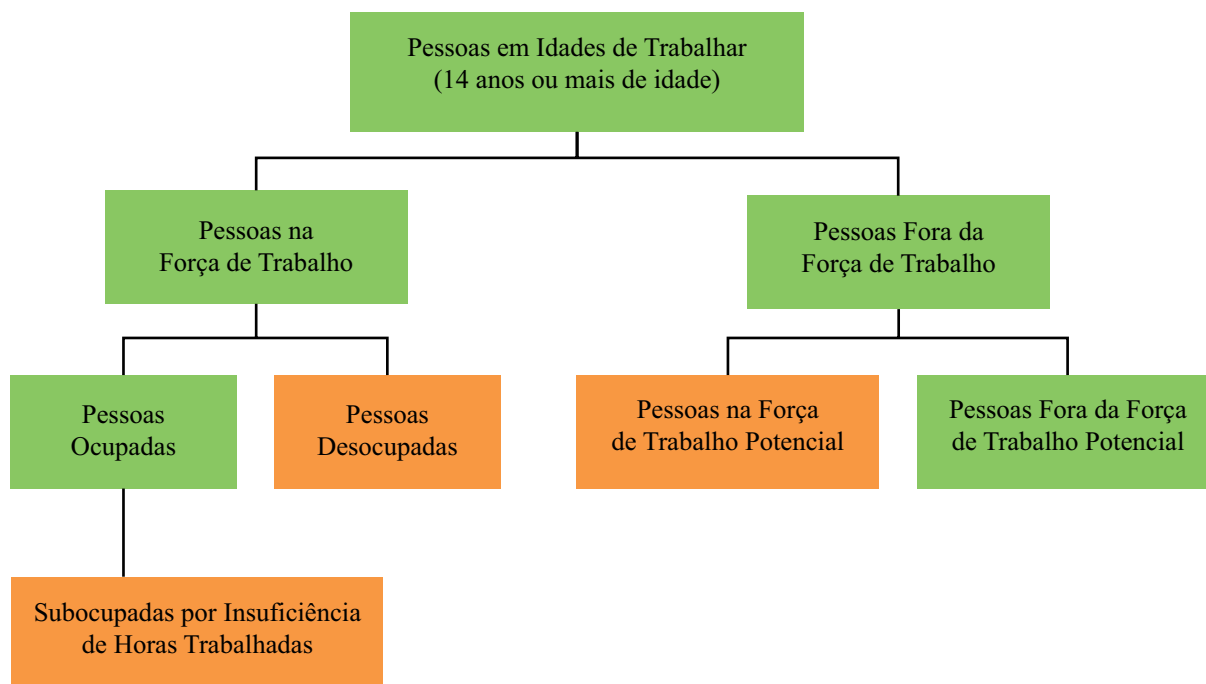 Pessoas em Idades de Trabalhar
(14 anos ou mais de idade)
Pessoas na
Força de Trabalho
Pessoas Fora da
Força de Trabalho
Pessoas
Ocupadas
Pessoas
Desocupadas
Pessoas na Força
de Trabalho Potencial
Pessoas Fora da Força
de Trabalho Potencial
Subocupadas por Insuficiência
de Horas Trabalhadas